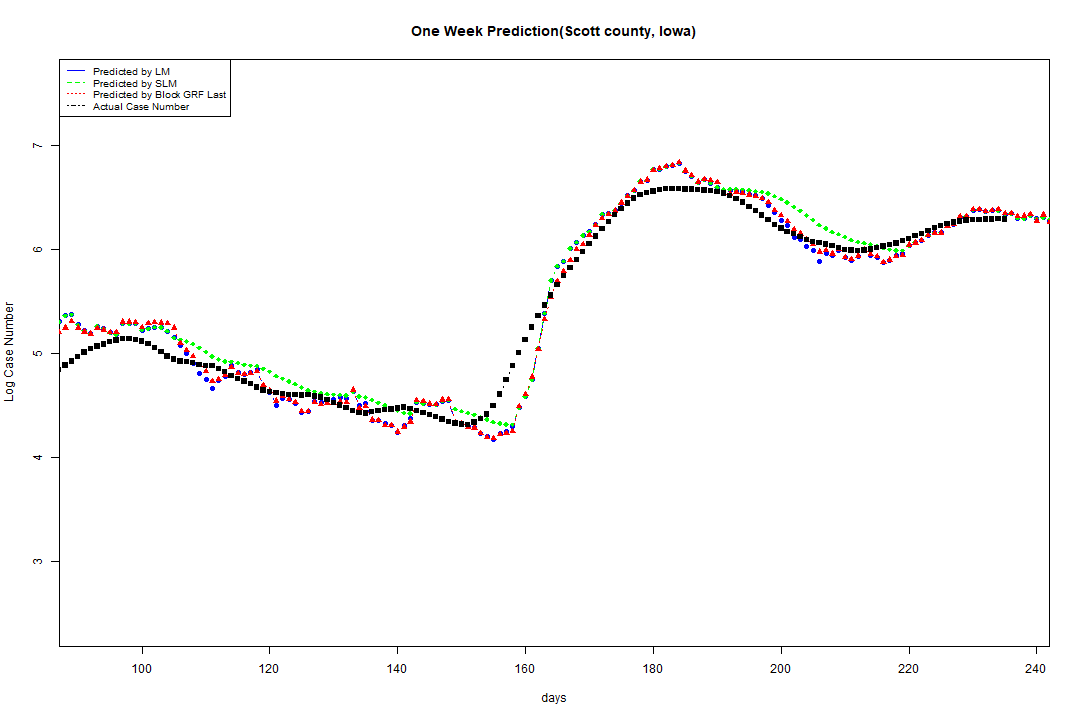 One Week Prediction(Scott county, Iowa)
Predicted by LM
Predicted by SLM
Predicted by Block GRF Last
Actual Case Number
7
6
5
4
3
Log Case Number
100 120 140 160 180 200 220 240
days